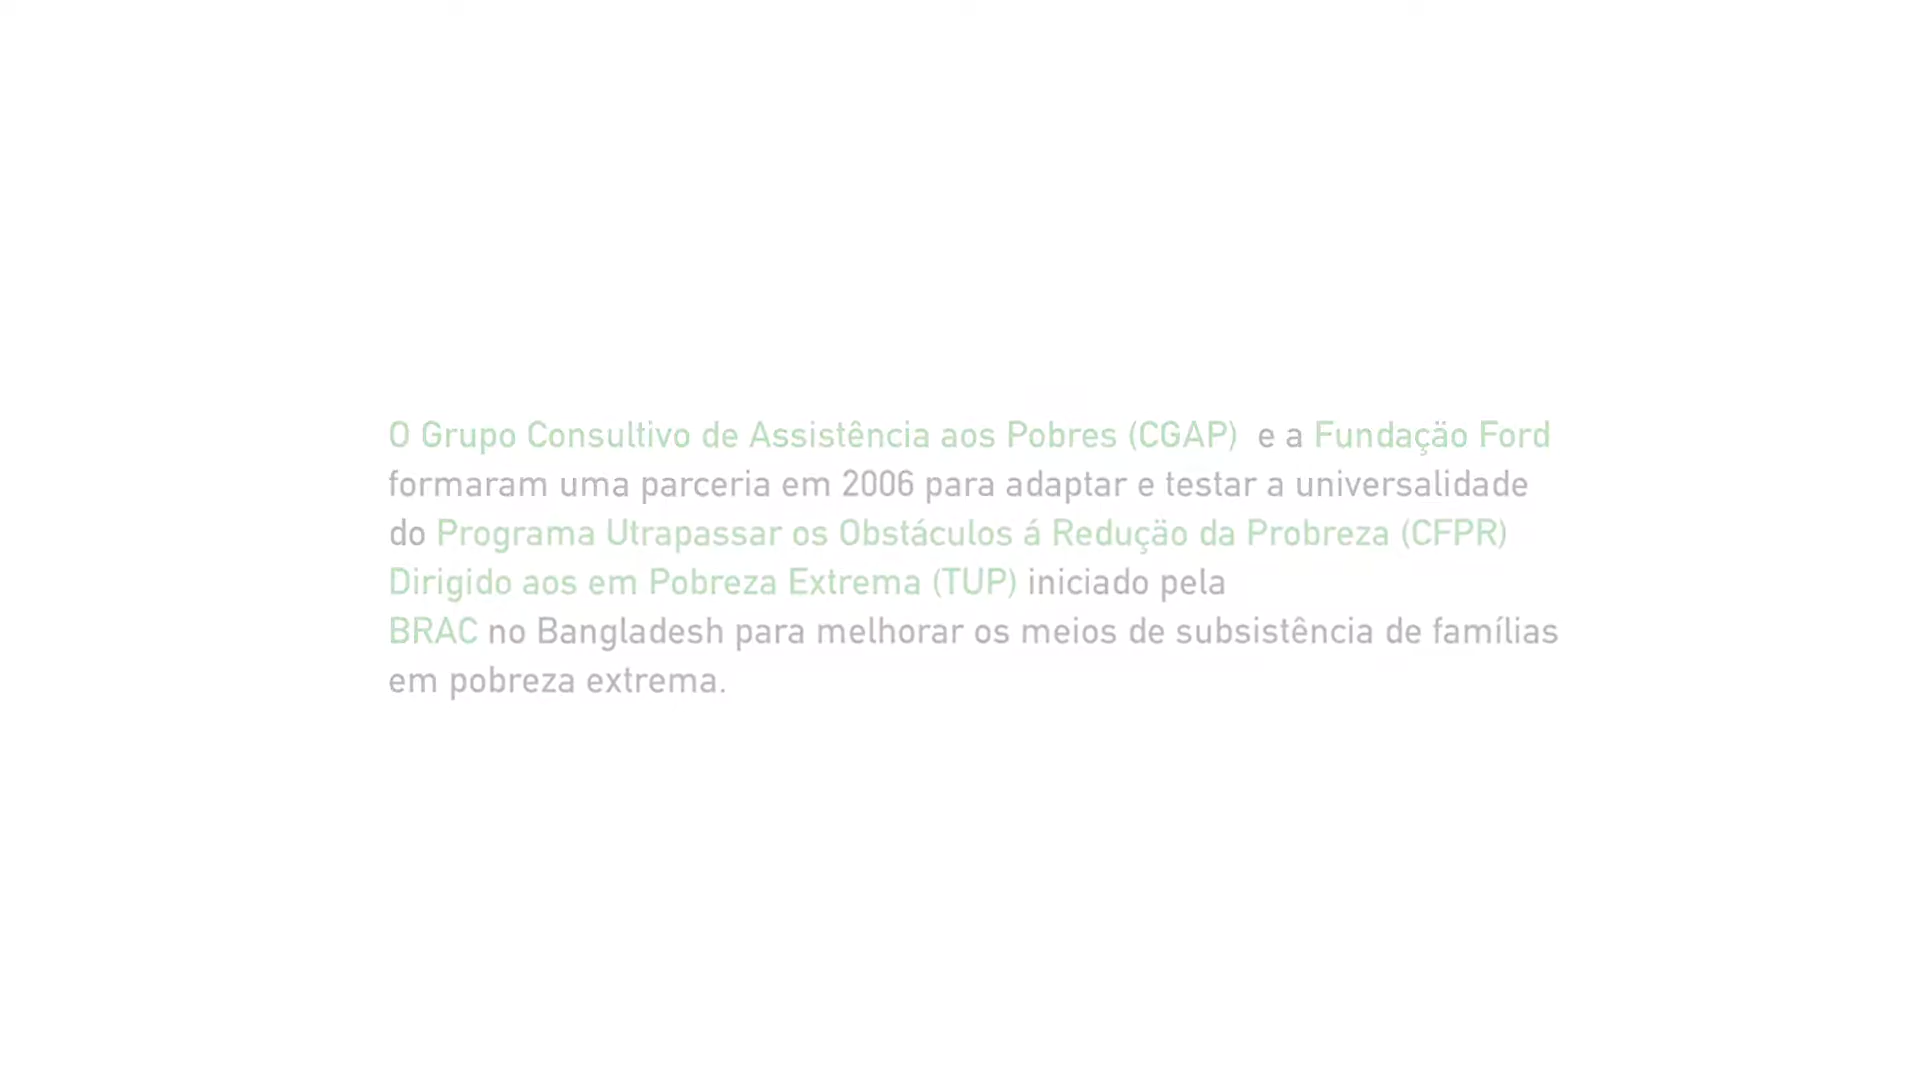 O Grupo Consultivo de Assistência aos Pobres (CGAP) e a Fundaçäo Ford
formaram uma parceria em 2006 para adaptar e testar a universalidade
do Programa Utrapassar os Obstáculos á Reduçäo da Probreza (CFPR)
Dirigido aos em Pobreza Extrema (TUP) iniciado pela
BRAC no Bangladesh para melhorar os meios de subsistência de famílias
em pobreza extrema.